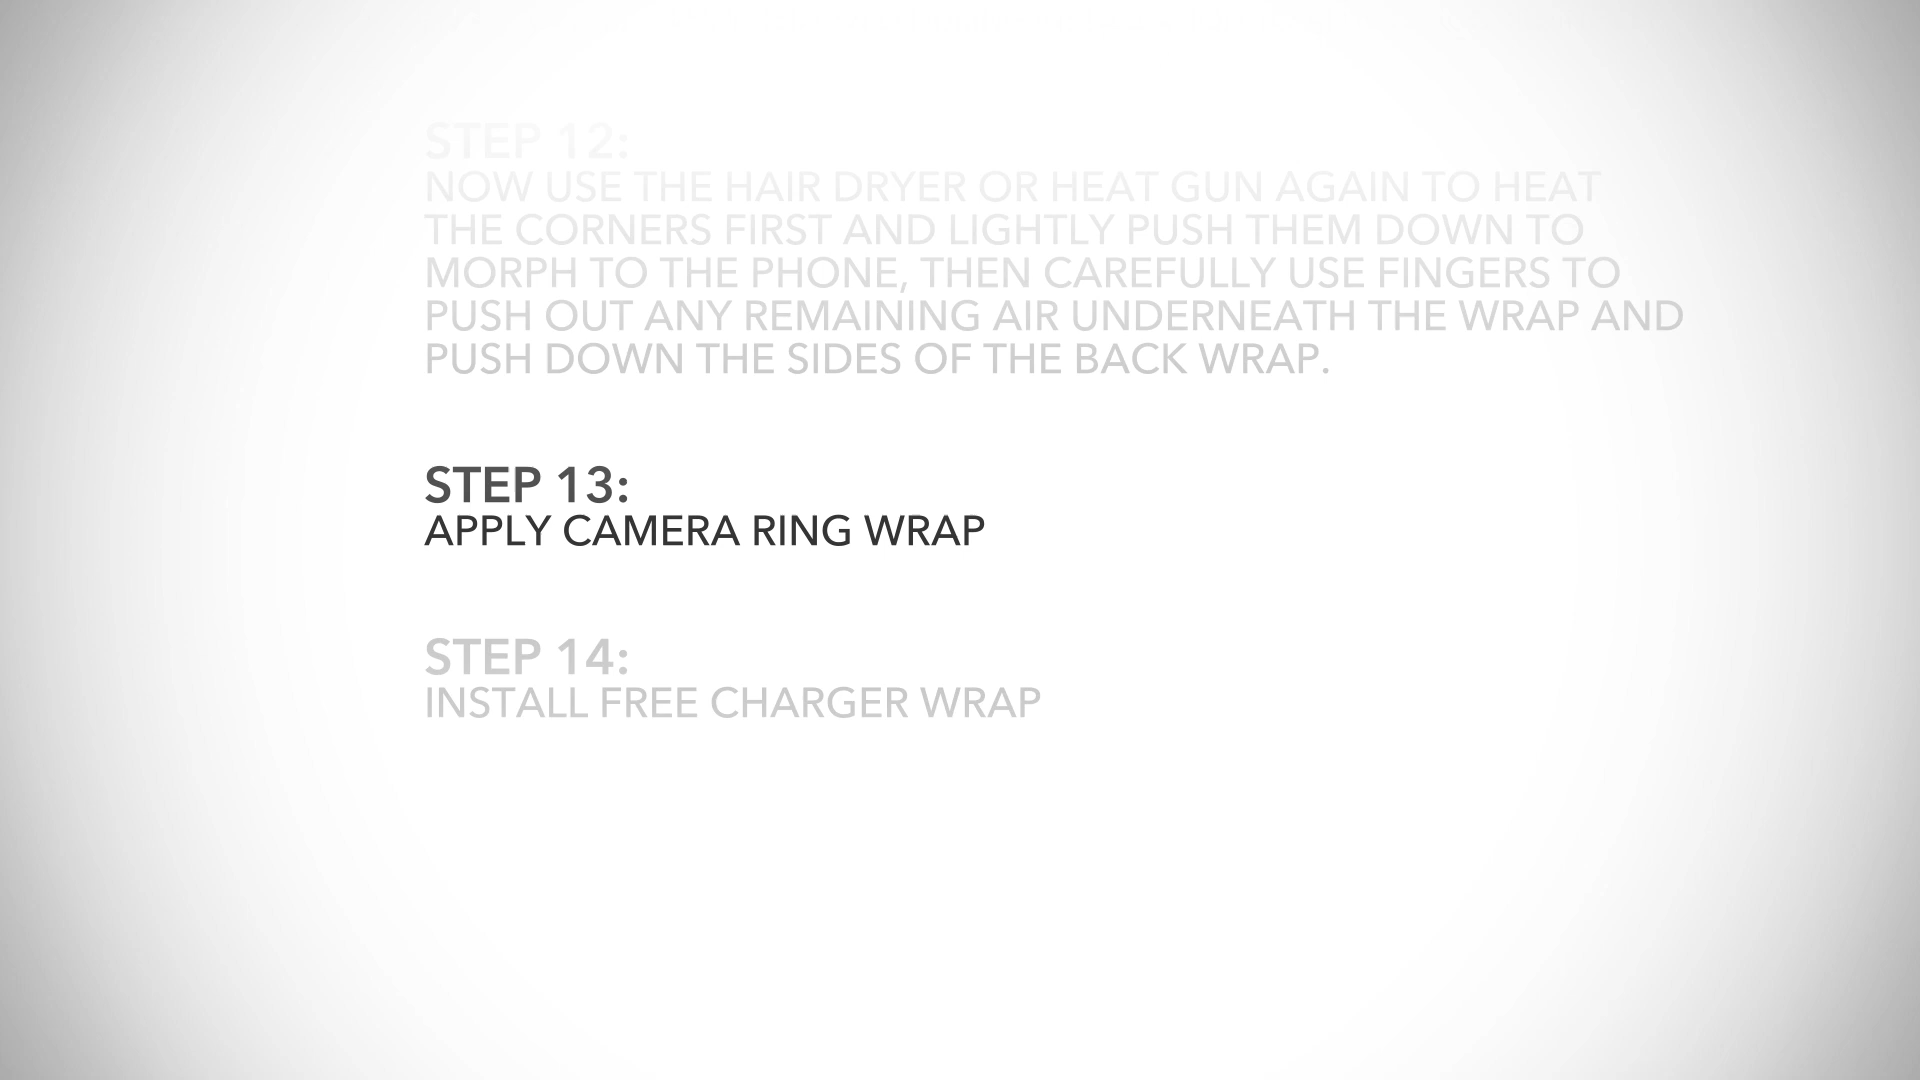 STEP 12:
NOW USE THE HAIR DRYER OR HEAT GUN AGAIN TO HEAT
THE CORNERS FIRST AND LIGHTLY PUSH THEM DOWN TO
MORPH TO THE PHONE, THEN CAREFULLY USE FINGERS TO
PUSH OUT ANY REMAINING AIR UNDERNEATH THE WRAP AND
PUSH DOWN THE SIDES OF THE BACK WRAP.
STEP 13:
APPLY CAMERA RING WRAP
STEP 14:
INSTALL FREE CHARGER WRAP